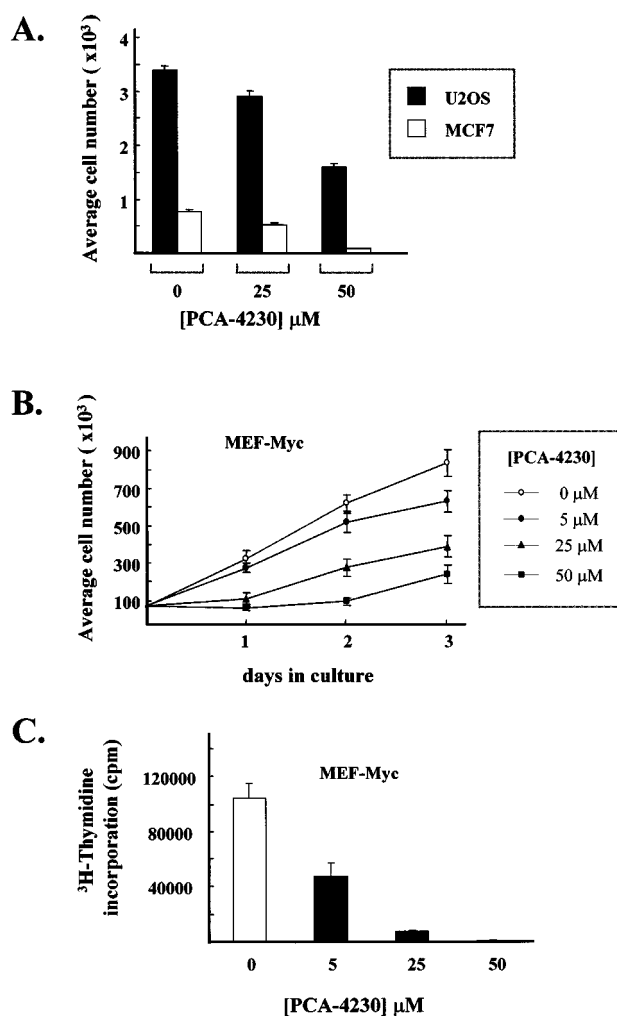 A.
Average cell number ( x10³)
4
3
2
1
0
25
50
[PCA-4230] µM
U2OS
MCF7
B.
Average cell number ( x10³)
900
700
500
300
100
MEF-Myc
1
2
3
days in culture
[PCA-4230]
0 µM
5 µM
25 µM
50 µM
C.
³H-Thymidine
incorporation (cpm)
120000
80000
40000
MEF-Myc
0
5
25
50
[PCA-4230] µM